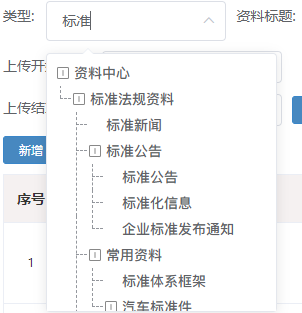 类型: 标准 资料标题:
上传开
上传结
新增
序号
1
资料中心
标准法规资料
标准新闻
标准公告
标准公告
标准化信息
企业标准发布通知
常用资料
标准体系框架
汽车标准件